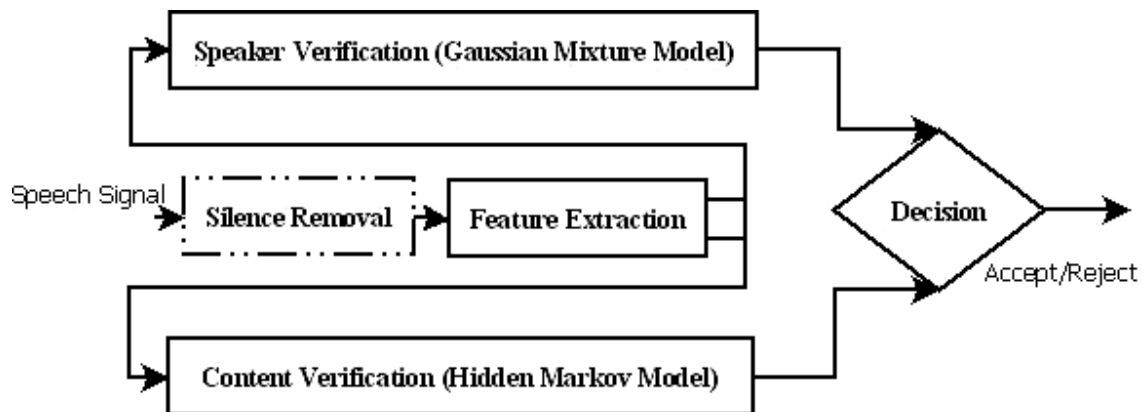 Speaker Verification (Gaussian Mixture Model)
Speech Signal
Silence Removal
Feature Extraction
Decision
Accept/Reject
Content Verification (Hidden Markov Model)